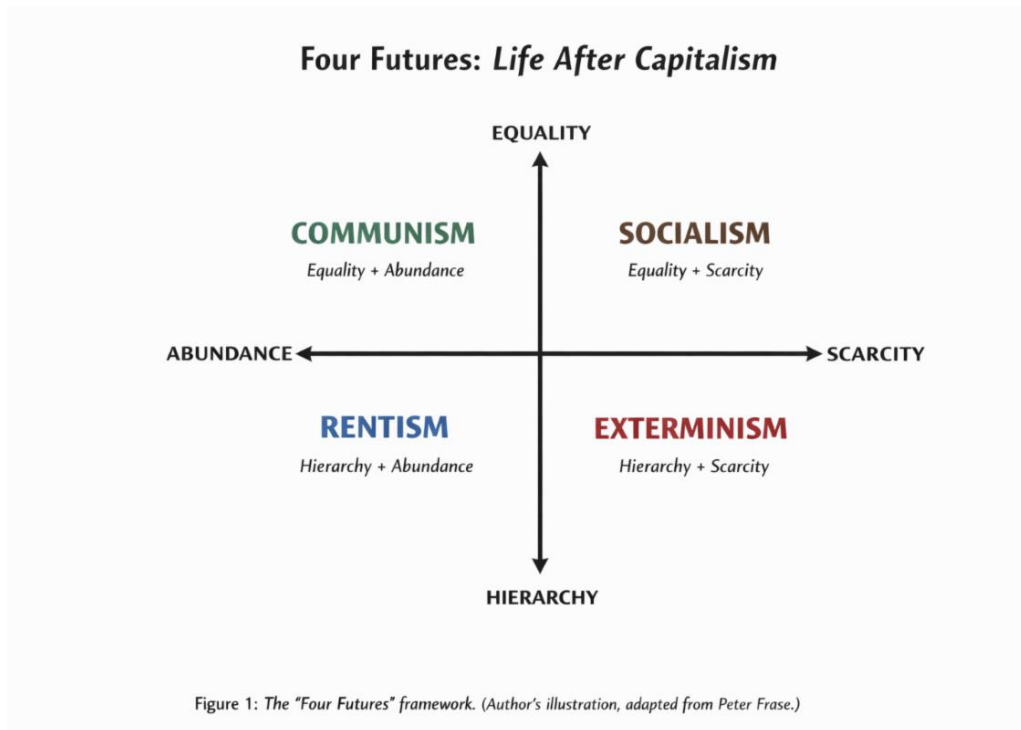 Four Futures: Life After Capitalism
EQUALITY
COMMUNISM
Equality + Abundance
SOCIALISM
Equality + Scarcity
ABUNDANCE
SCARCITY
RENTISM
Hierarchy + Abundance
EXTERMINISM
Hierarchy + Scarcity
HIERARCHY
Figure 1: The “Four Futures” framework. (Author’s illustration, adapted from Peter Frase.)